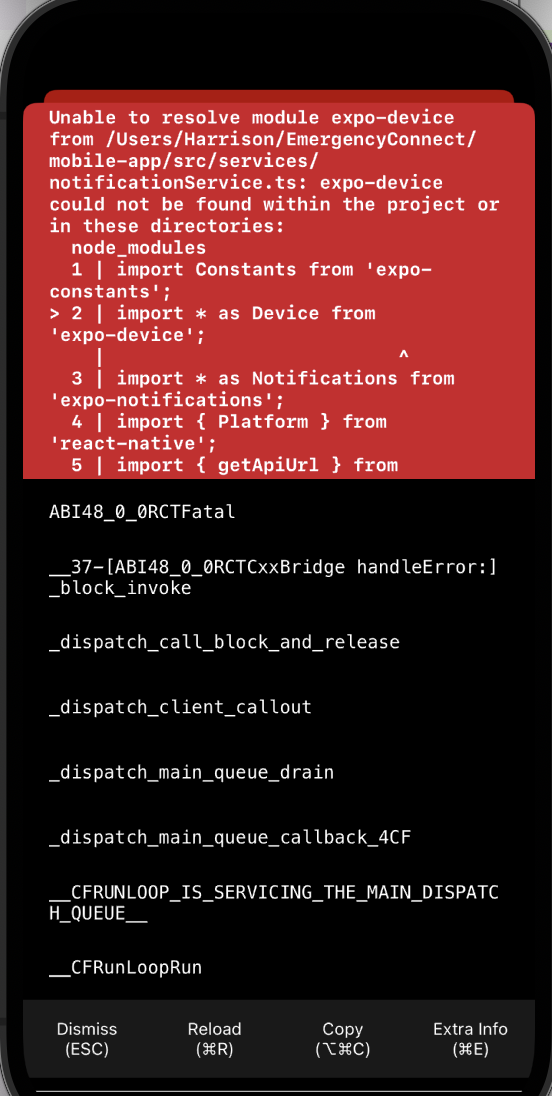 Unable to resolve module expo-device
from /Users/Harrison/EmergencyConnect/
mobile-app/src/services/
notificationService.ts: expo-device
could not be found within the project or
in these directories:
  node_modules
  1 | import Constants from 'expo-
constants';
> 2 | import * as Device from
'expo-device';
    |                          ^
  3 | import * as Notifications from
'expo-notifications';
  4 | import { Platform } from
'react-native';
  5 | import { getApiUrl } from
ABI48_0_0RCTFatal
__37-[ABI48_0_0RCTCxxBridge handleError:]
_block_invoke
_dispatch_call_block_and_release
_dispatch_client_callout
_dispatch_main_queue_drain
_dispatch_main_queue_callback_4CF
__CFRUNLOOP_IS_SERVICING_THE_MAIN_DISPATC
H_QUEUE__
__CFRunLoopRun
Dismiss Reload Copy Extra Info
(ESC) (⌘R) (⌥⌘C) (⌘E)